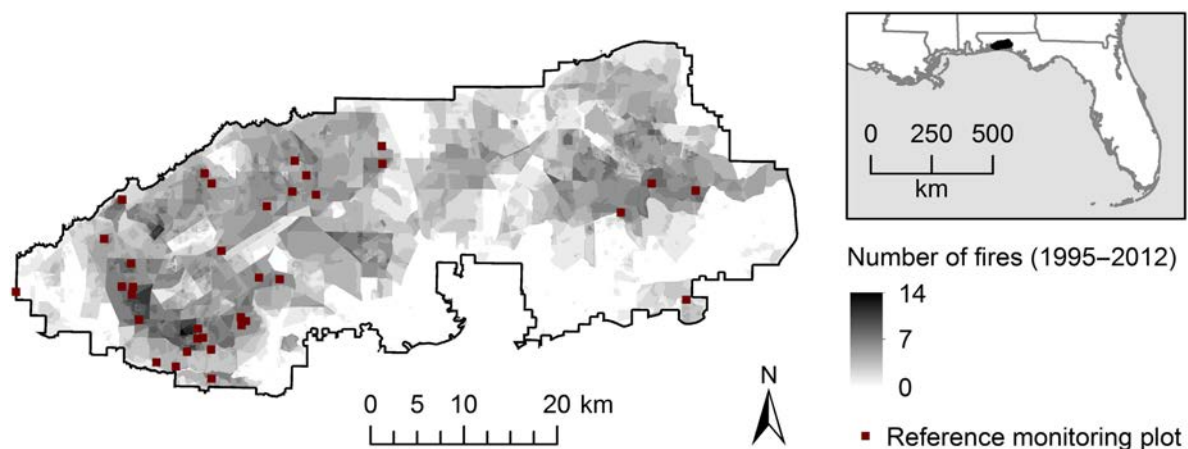 0 250 500
km
Number of fires (1995–2012)
14
7
0
Reference monitoring plot
0 5 10 20 km
N